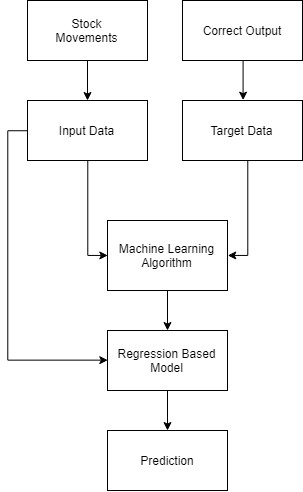 Stock
Movements
Correct Output
Input Data
Target Data
Machine Learning
Algorithm
Regression Based
Model
Prediction